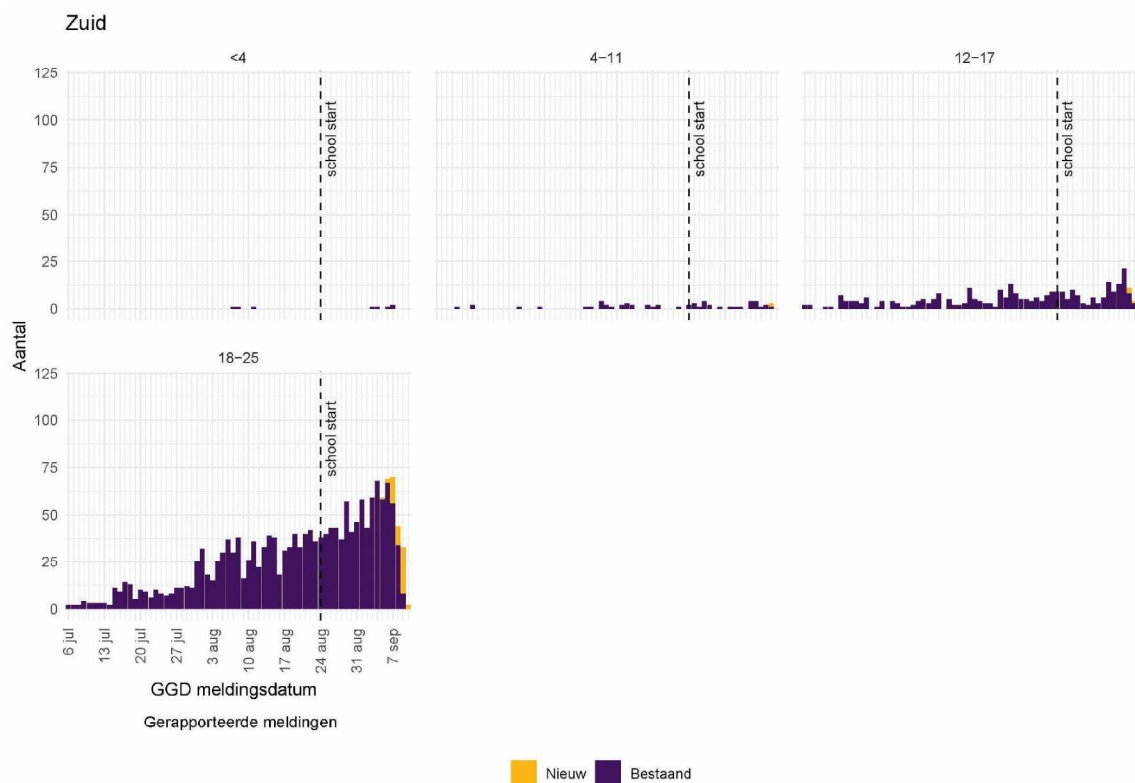 Zuid
<4
4−11
12−17
125
100
75
50
25
0
school start
school start
school start
Aantal
18−25
125
100
75
50
25
0
school start
6 jul
13 jul
20 jul
27 jul
3 aug
10 aug
17 aug
24 aug
31 aug
7 sep
GGD meldingsdatum
Gerapporteerde meldingen
Nieuw
Bestaand